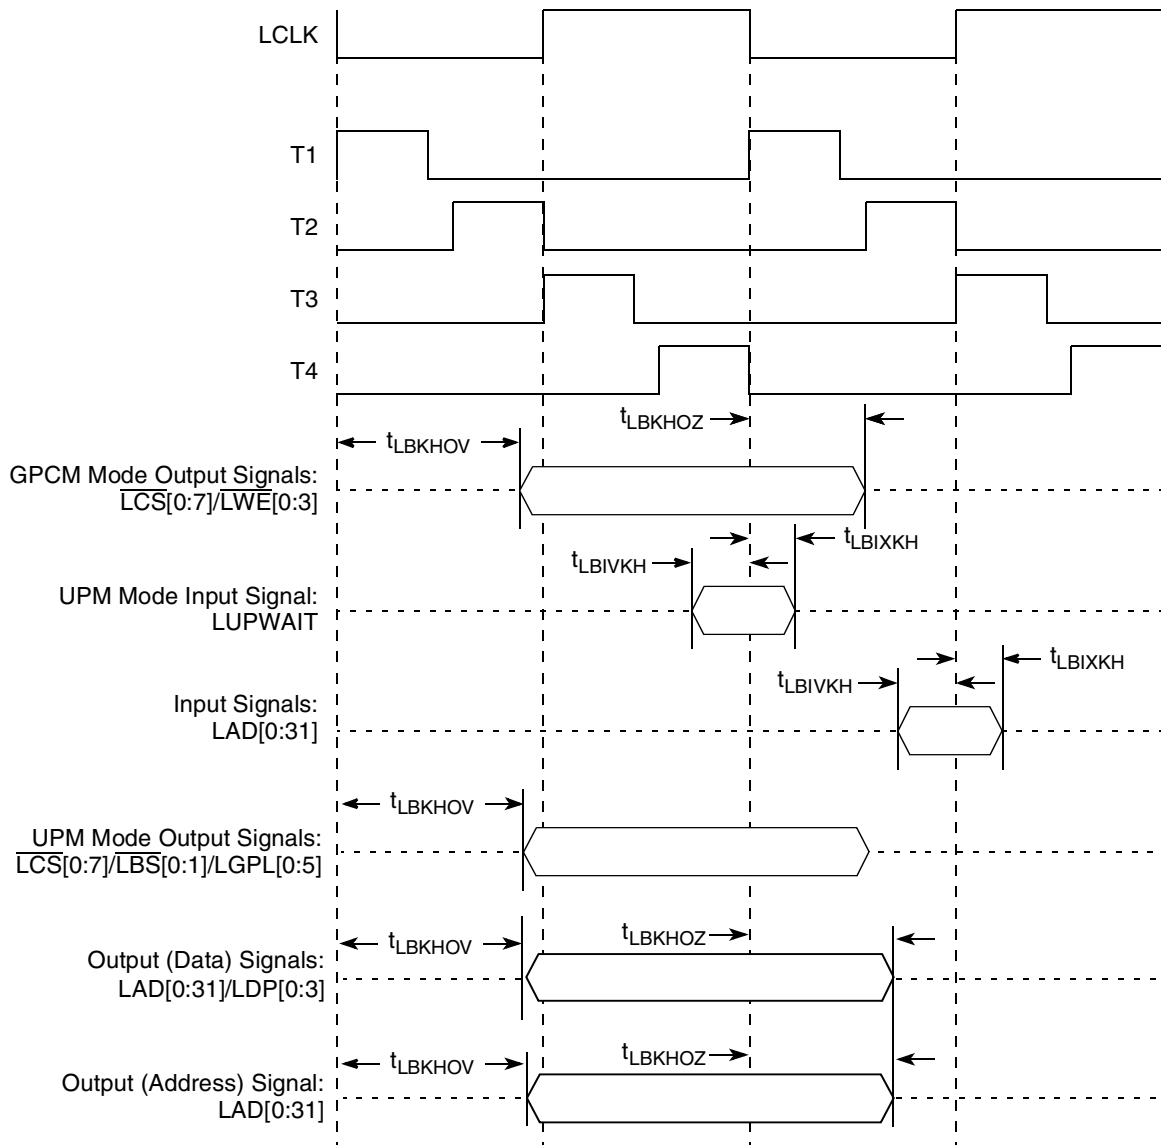 LCLK
T1
T2
T3
T4
tLBKHOZ
tLBKHOV
GPCM Mode Output Signals:
LCS[0:7]/LWE[0:3]
tLBIXKH
tLBIVKH
UPM Mode Input Signal:
LUPWAIT
tLBIXKH
tLBIVKH
Input Signals:
LAD[0:31]
tLBKHOV
UPM Mode Output Signals:
LCS[0:7]/LBS[0:1]/LGPL[0:5]
tLBKHOV
tLBKHOZ
Output (Data) Signals:
LAD[0:31]/LDP[0:3]
tLBKHOV
tLBKHOZ
Output (Address) Signal:
LAD[0:31]